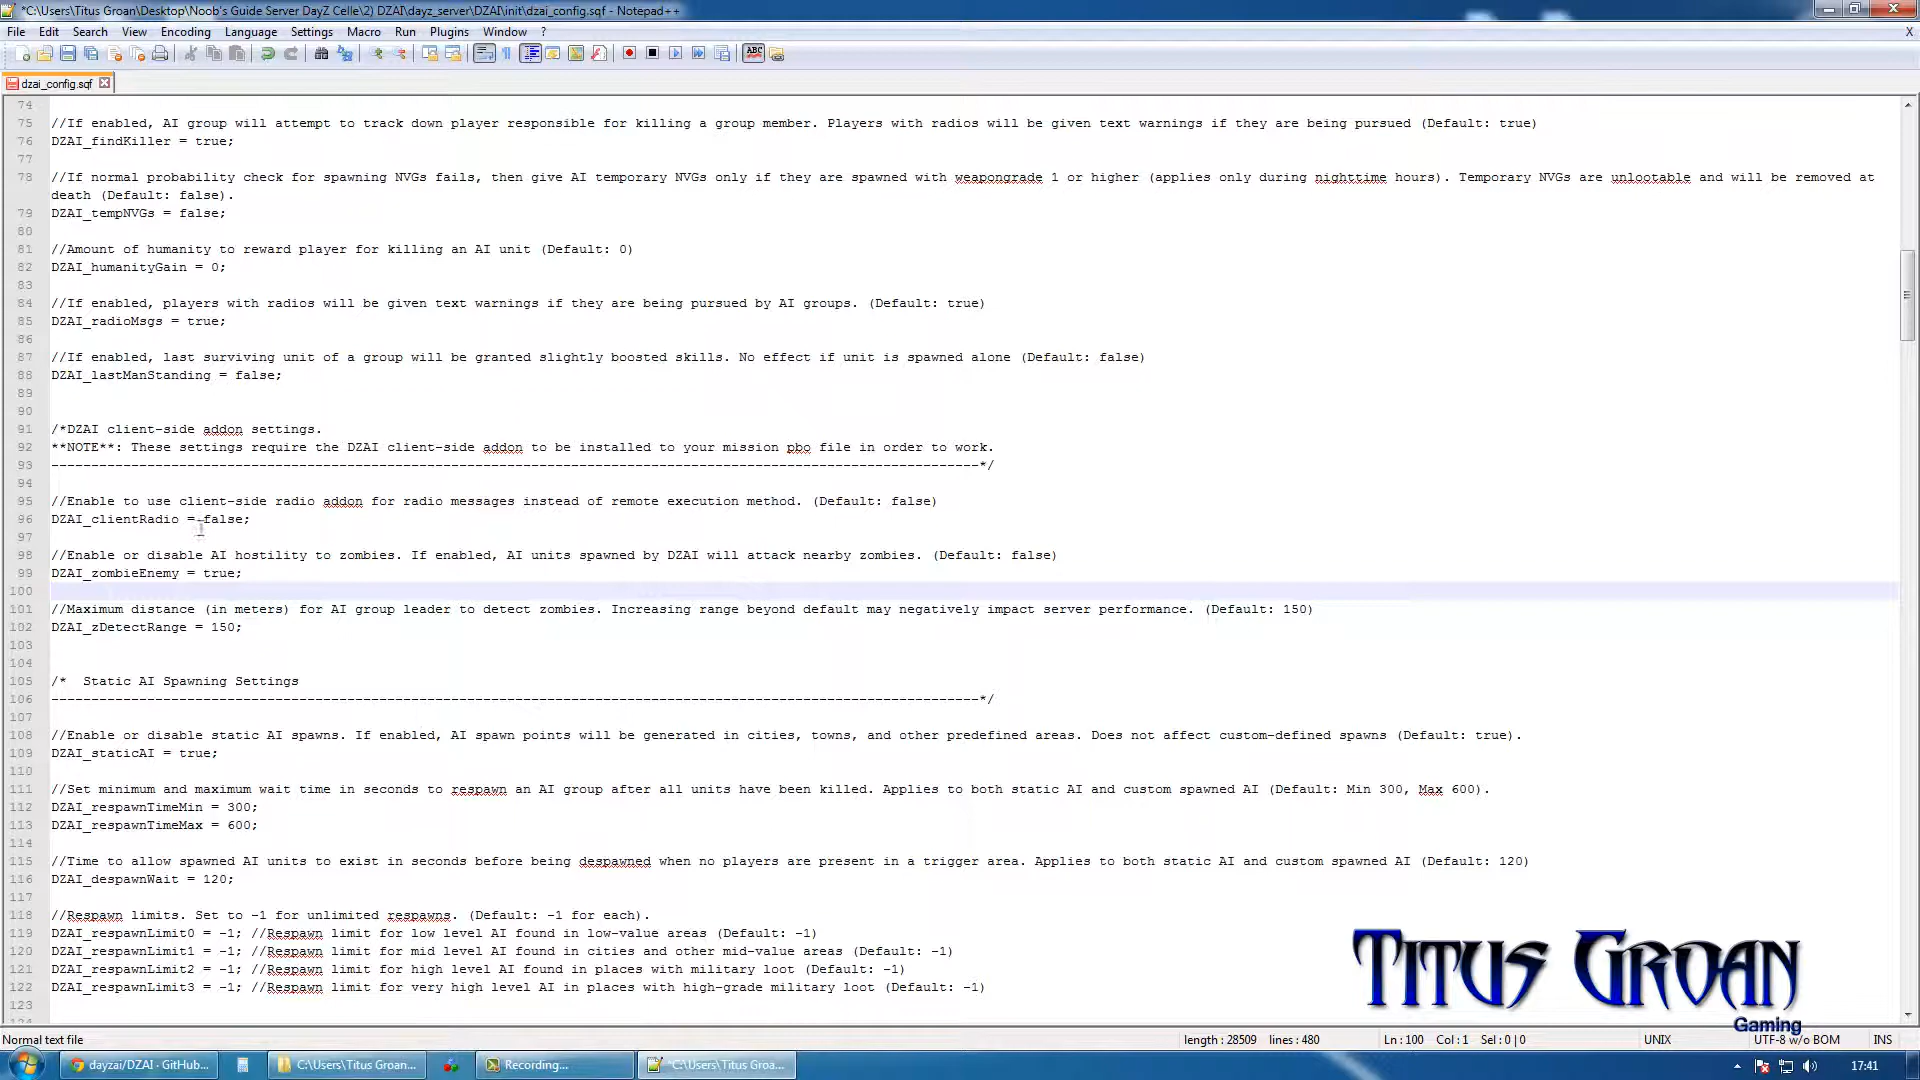 *C:\Users\Titus Groan\Desktop\Noob's Guide Server DayZ Celle\2) DZAI\dayz_server\DZAI\init\dzai_config.sqf - Notepad++
File Edit Search View Encoding Language Settings Macro Run Plugins Window ? X
dzai_config.sqf
74
75 //If enabled, AI group will attempt to track down player responsible for killing a group member. Players with radios will be given text warnings if they are being pursued (Default: true)
76 DZAI_findKiller = true;
77
78 //If normal probability check for spawning NVGs fails, then give AI temporary NVGs only if they are spawned with weapongrade 1 or higher (applies only during nighttime hours). Temporary NVGs are unlootable and will be removed at
death (Default: false).
79 DZAI_tempNVGs = false;
80
81 //Amount of humanity to reward player for killing an AI unit (Default: 0)
82 DZAI_humanityGain = 0;
83
84 //If enabled, players with radios will be given text warnings if they are being pursued by AI groups. (Default: true)
85 DZAI_radioMsgs = true;
86
87 //If enabled, last surviving unit of a group will be granted slightly boosted skills. No effect if unit is spawned alone (Default: false)
88 DZAI_lastManStanding = false;
89
90
91 /*DZAI client-side addon settings.
92 **NOTE**: These settings require the DZAI client-side addon to be installed to your mission pbo file in order to work.
93 --------------------------------------------------------------------------------------------------------------------*/
94
95 //Enable to use client-side radio addon for radio messages instead of remote execution method. (Default: false)
96 DZAI_clientRadio = false;
97
98 //Enable or disable AI hostility to zombies. If enabled, AI units spawned by DZAI will attack nearby zombies. (Default: false)
99 DZAI_zombieEnemy = true;
100
101 //Maximum distance (in meters) for AI group leader to detect zombies. Increasing range beyond default may negatively impact server performance. (Default: 150)
102 DZAI_zDetectRange = 150;
103
104
105 /* Static AI Spawning Settings
106 --------------------------------------------------------------------------------------------------------------------*/
107
108 //Enable or disable static AI spawns. If enabled, AI spawn points will be generated in cities, towns, and other predefined areas. Does not affect custom-defined spawns (Default: true).
109 DZAI_staticAI = true;
110
111 //Set minimum and maximum wait time in seconds to respawn an AI group after all units have been killed. Applies to both static AI and custom spawned AI (Default: Min 300, Max 600).
112 DZAI_respawnTimeMin = 300;
113 DZAI_respawnTimeMax = 600;
114
115 //Time to allow spawned AI units to exist in seconds before being despawned when no players are present in a trigger area. Applies to both static AI and custom spawned AI (Default: 120)
116 DZAI_despawnWait = 120;
117
118 //Respawn limits. Set to -1 for unlimited respawns. (Default: -1 for each).
119 DZAI_respawnLimit0 = -1; //Respawn limit for low level AI found in low-value areas (Default: -1)
120 DZAI_respawnLimit1 = -1; //Respawn limit for mid level AI found in cities and other mid-value areas (Default: -1)
121 DZAI_respawnLimit2 = -1; //Respawn limit for high level AI found in places with military loot (Default: -1)
122 DZAI_respawnLimit3 = -1; //Respawn limit for very high level AI in places with high-grade military loot (Default: -1)
123
Titus Groan
Gaming
Normal text file length : 28509 lines : 480 Ln : 100 Col : 1 Sel : 0 | 0 UNIX UTF-8 w/o BOM INS
dayzai/DZAI - GitHub... C:\Users\Titus Groan... Recording... *C:\Users\Titus Groa... 17:41